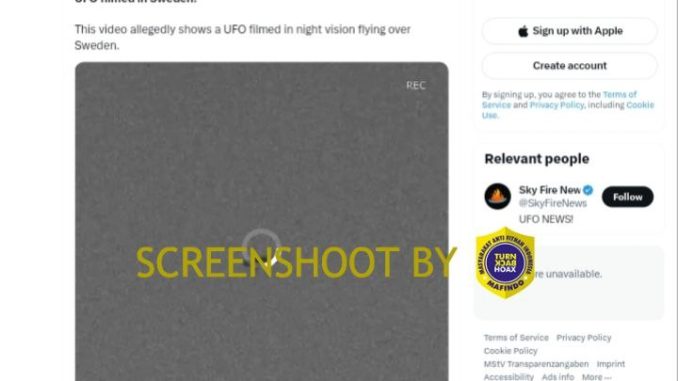 UFO filmed in Sweden.
This video allegedly shows a UFO filmed in night vision flying over
Sweden.
REC
SCREENSHOOT BY
MASYARAKAT ANTI FITNAH INDONESIA
TURN
BACK
HOAX
MAFINDO
Sign up with Apple
Create account
By signing up, you agree to the Terms of
Service and Privacy Policy, including Cookie
Use.
Relevant people
Sky Fire New
@SkyFireNews
Follow
UFO NEWS!
re unavailable.
Terms of Service Privacy Policy
Cookie Policy
MStV Transparenzangaben Imprint
Accessibility Ads info More ···